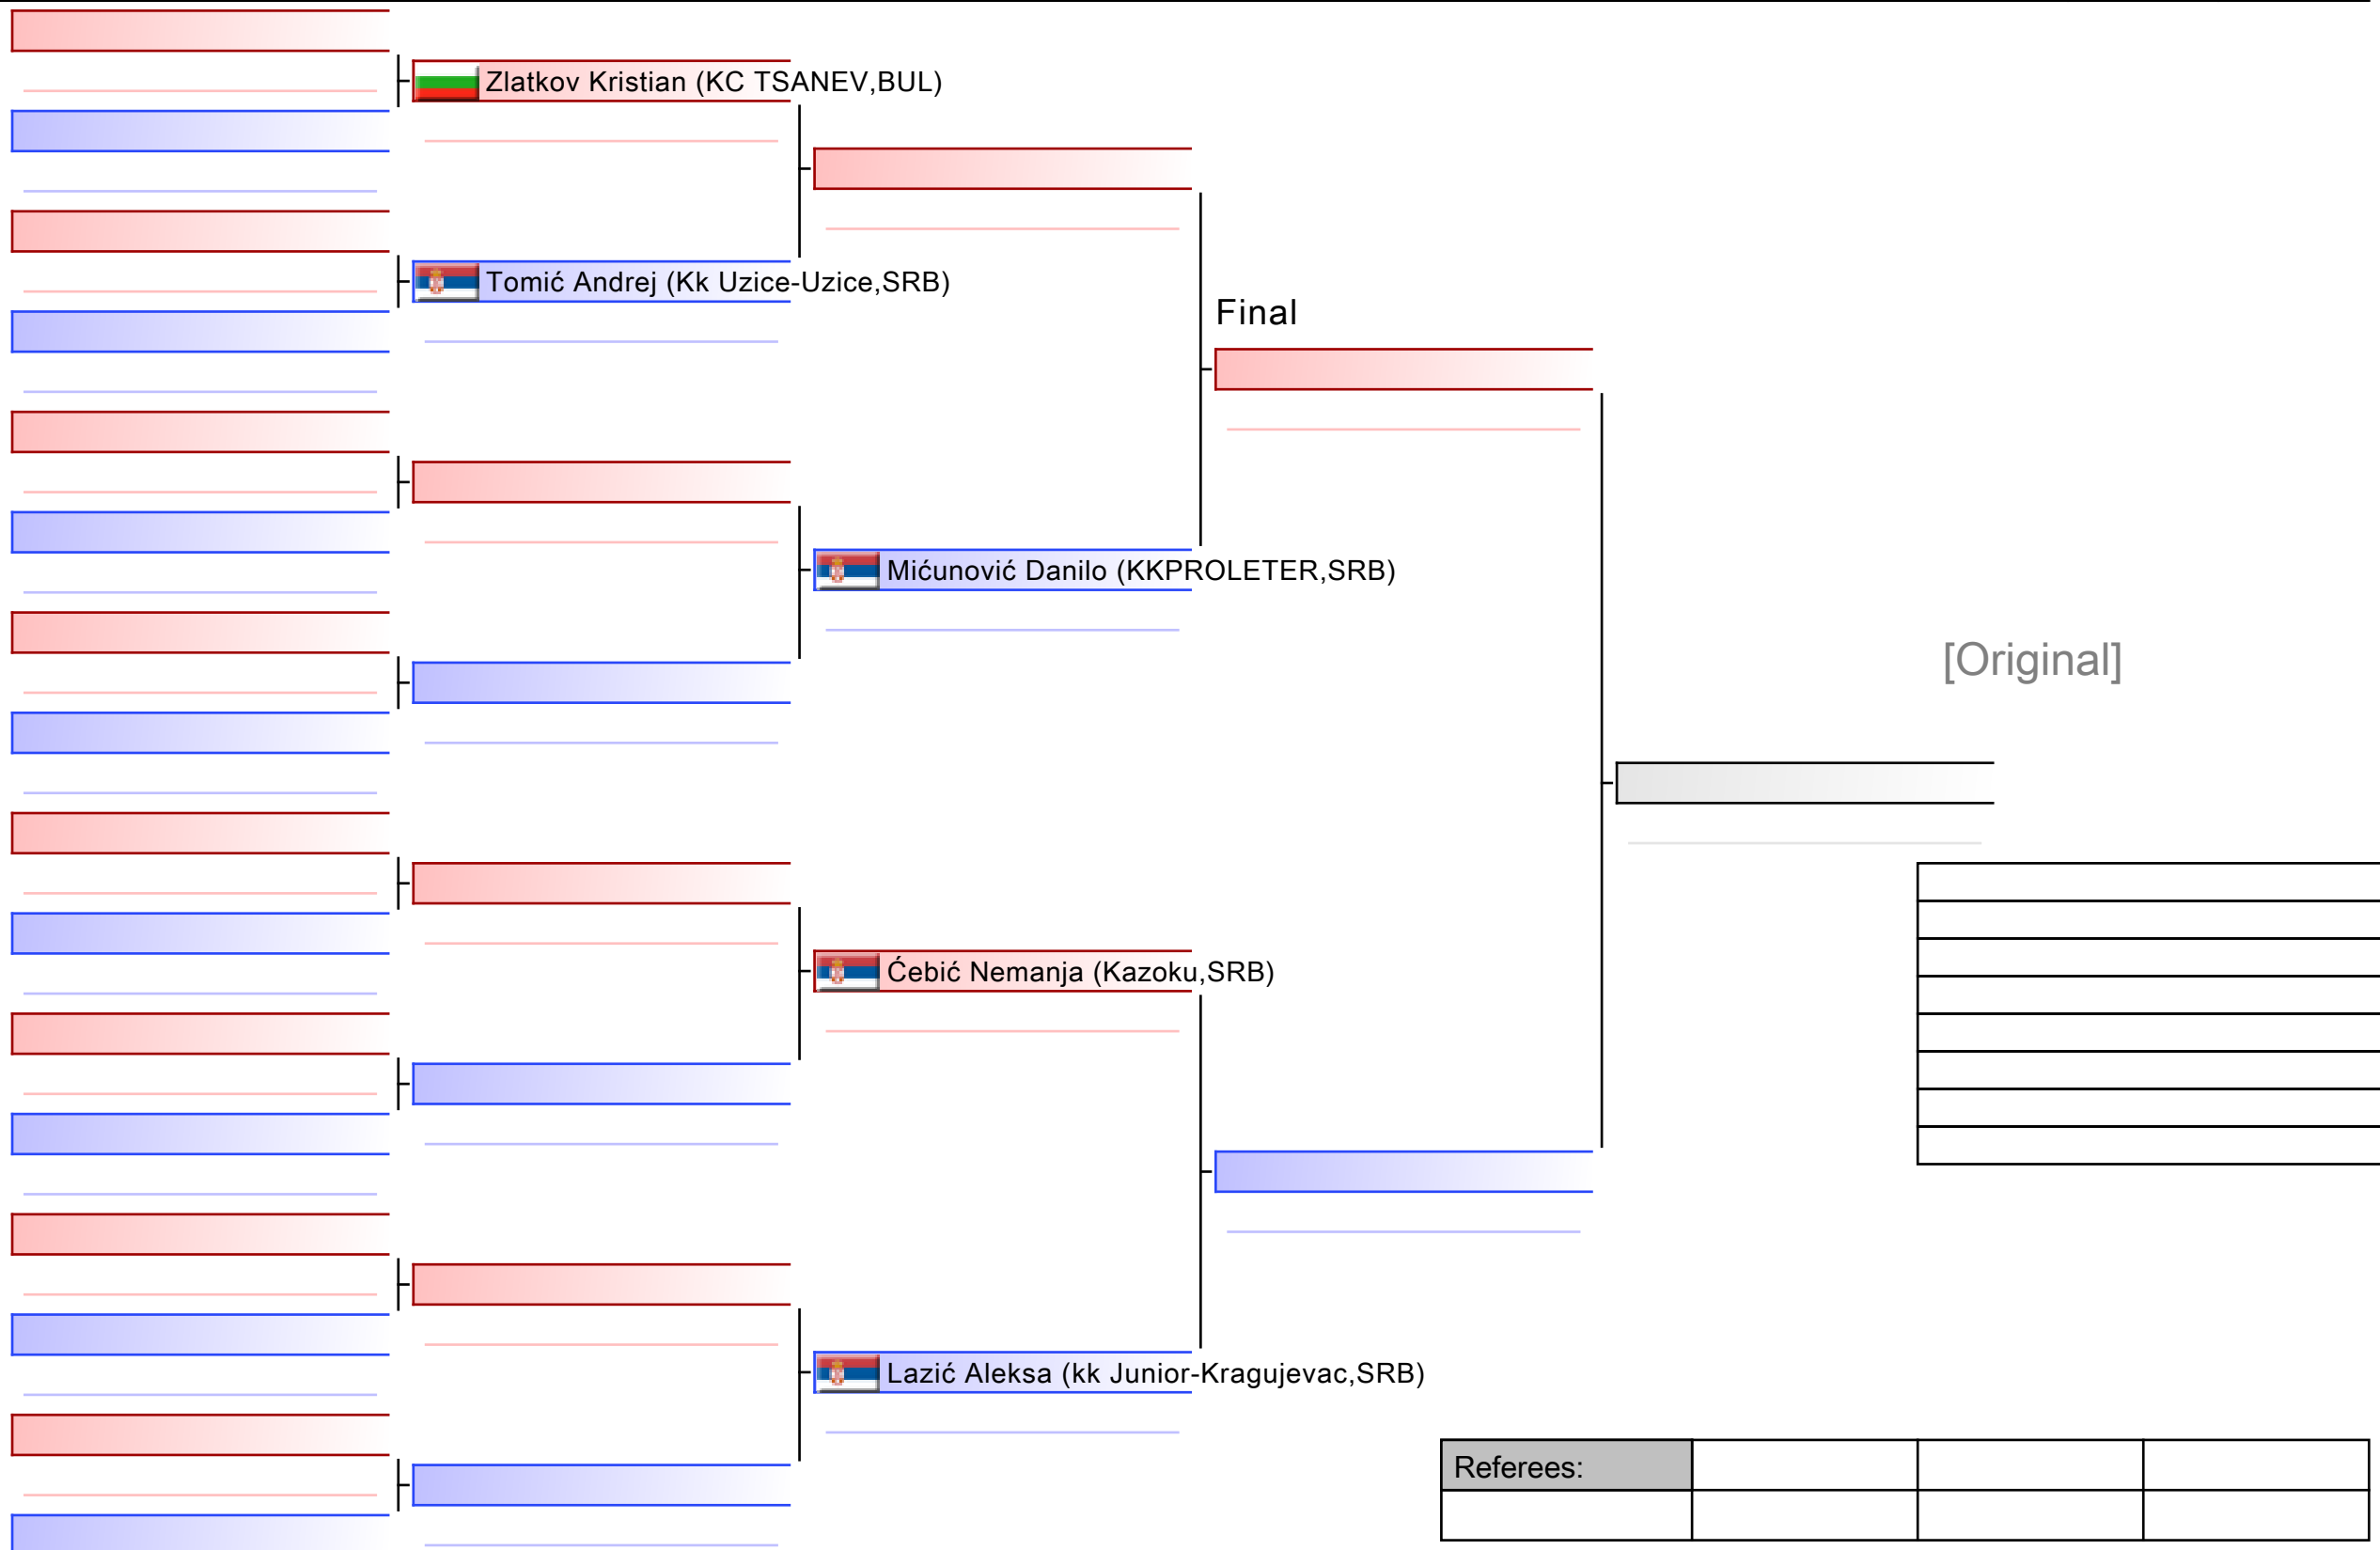 Zlatkov Kristian (KC TSANEV,BUL)
Tomić Andrej (Kk Uzice-Uzice,SRB)
Final
Mićunović Danilo (KKPROLETER,SRB)
[Original]
Ćebić Nemanja (Kazoku,SRB)
Lazić Aleksa (kk Junior-Kragujevac,SRB)
Referees: